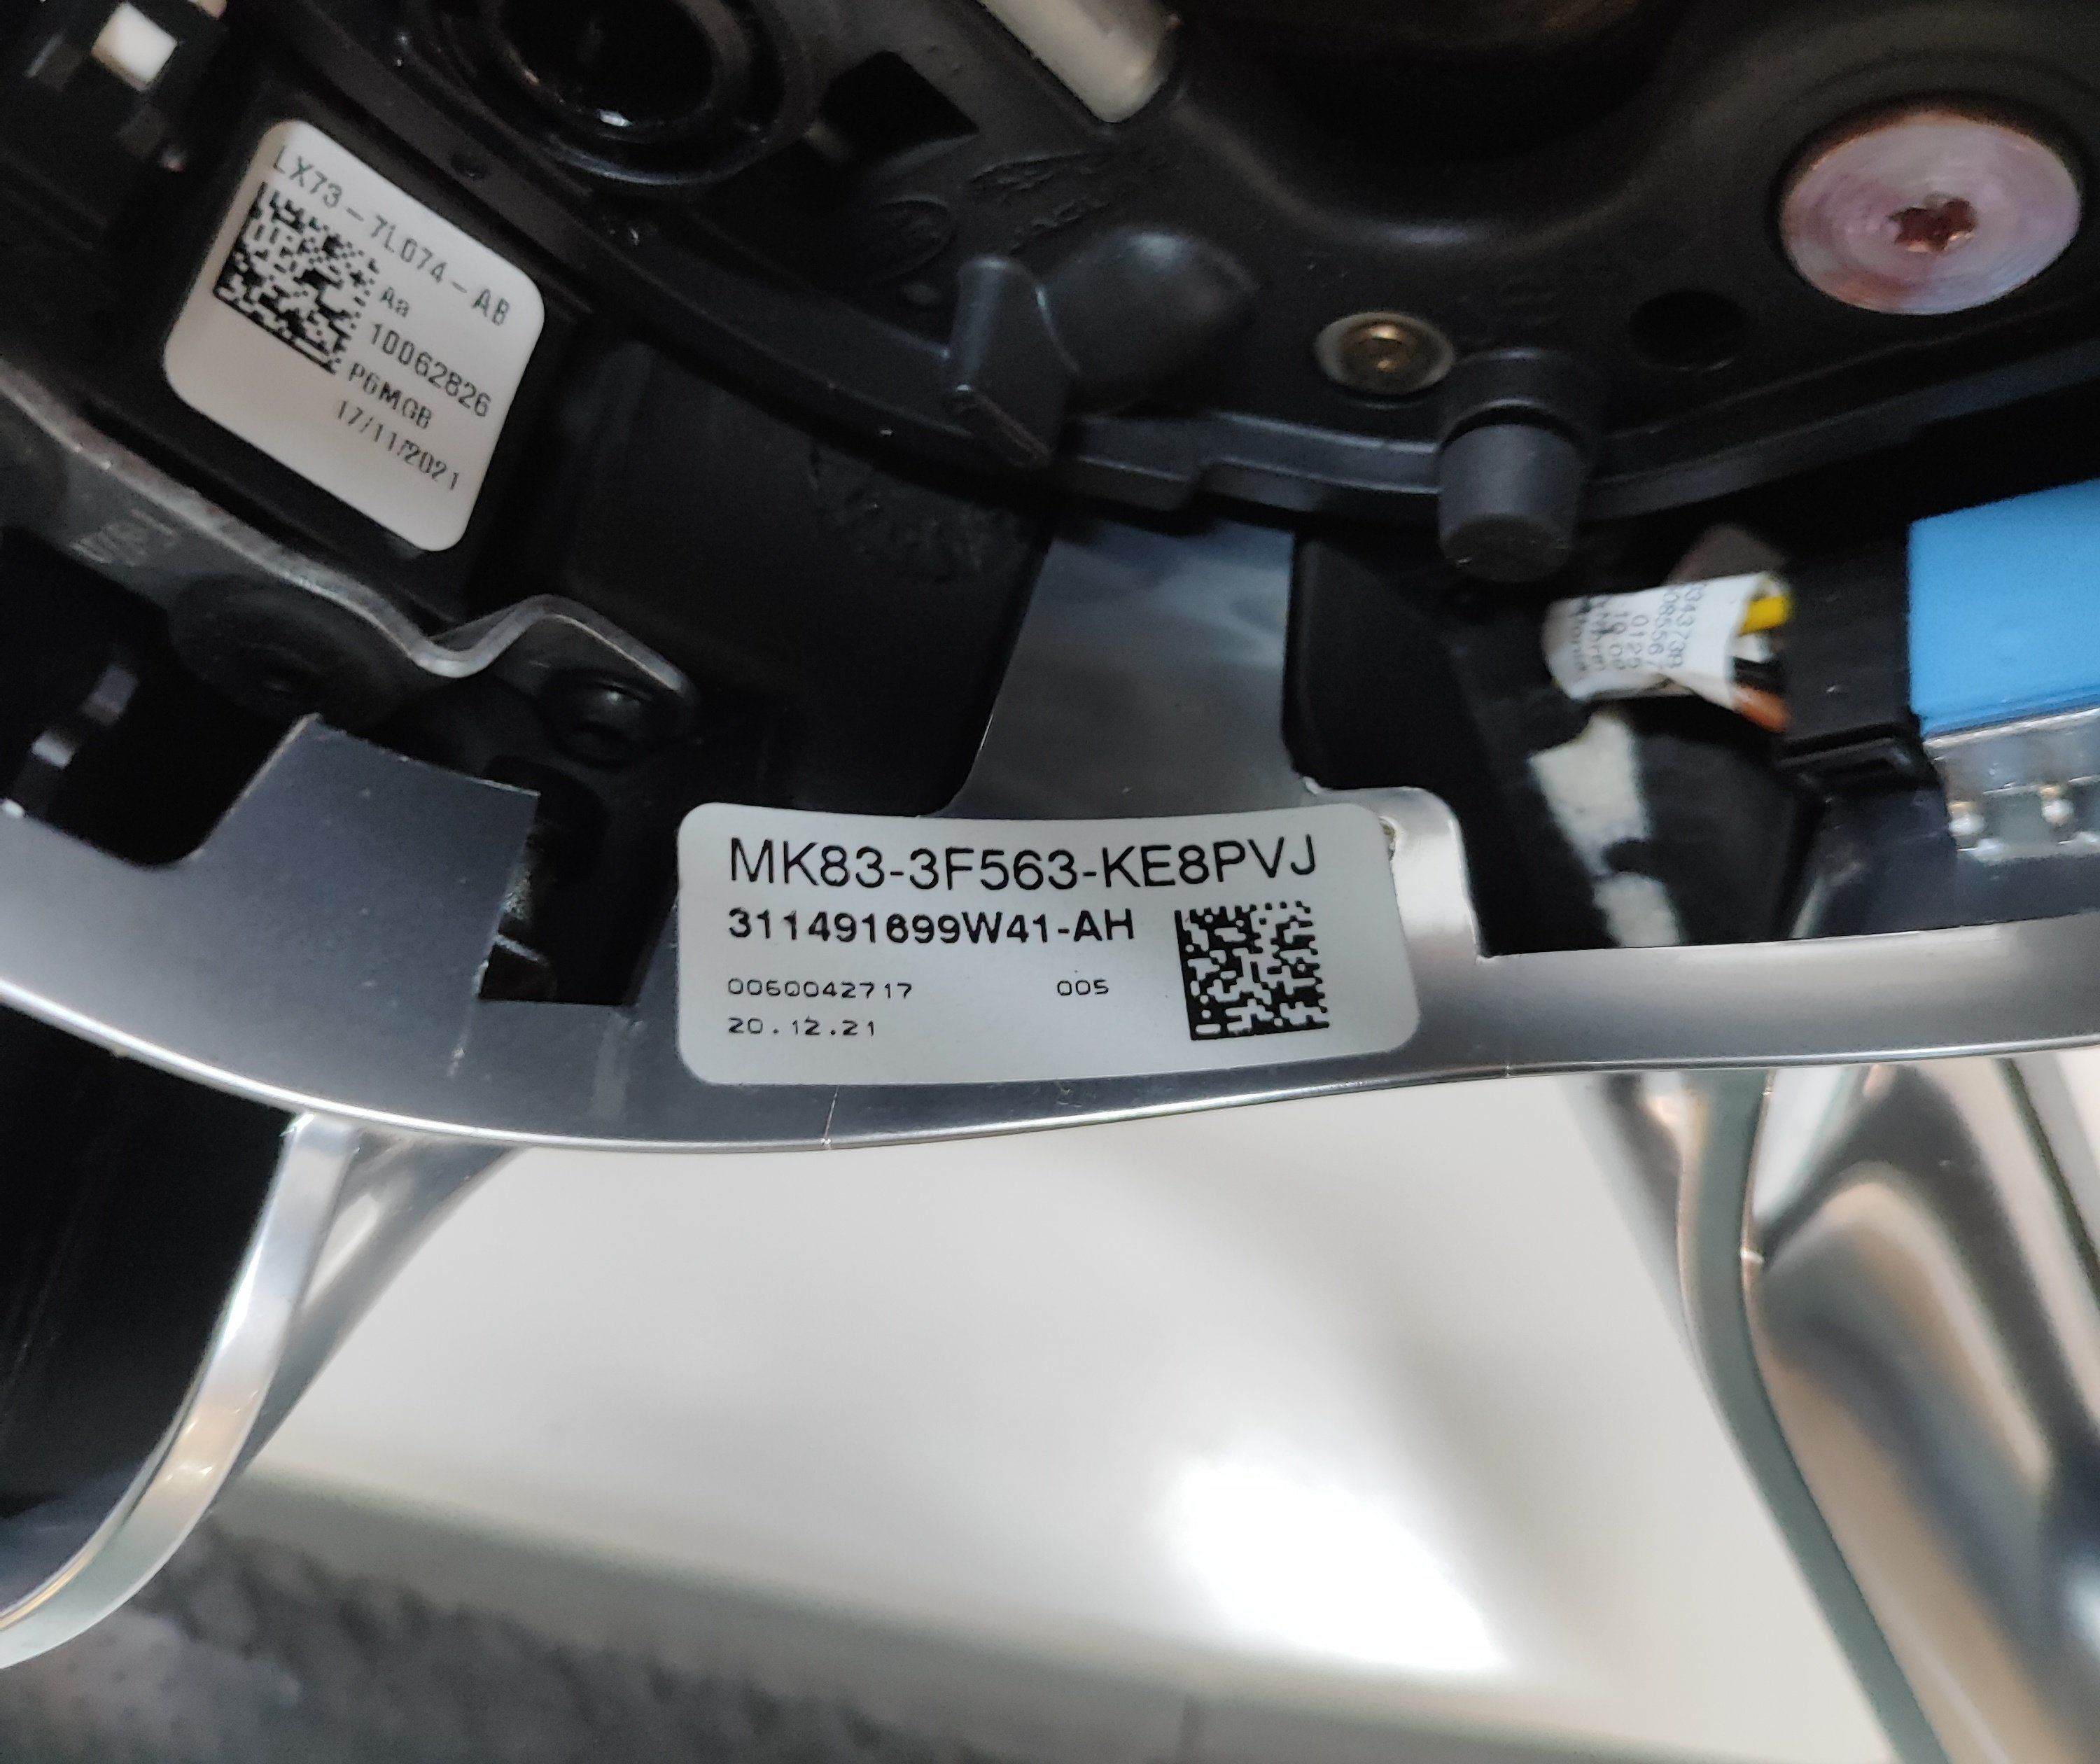 LX73-7L074-AB
Aa
10062826
P6MGB
17/11/2021
MK83-3F563-KE8PVJ
311491699W41-AH
0060042717 005
20.12.21